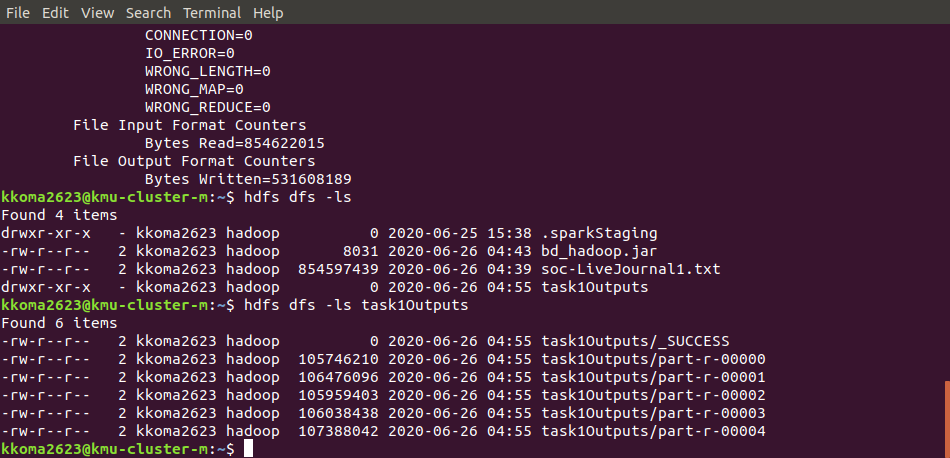 File Edit View Search Terminal Help
CONNECTION=0
IO_ERROR=0
WRONG_LENGTH=0
WRONG_MAP=0
WRONG_REDUCE=0
File Input Format Counters
Bytes Read=854622015
File Output Format Counters
Bytes Written=531608189
kkoma2623@kmu-cluster-m:~$ hdfs dfs -ls
Found 4 items
drwxr-xr-x   - kkoma2623 hadoop          0 2020-06-25 15:38 .sparkStaging
-rw-r--r--   2 kkoma2623 hadoop       8031 2020-06-26 04:43 bd_hadoop.jar
-rw-r--r--   2 kkoma2623 hadoop  854597439 2020-06-26 04:39 soc-LiveJournal1.txt
drwxr-xr-x   - kkoma2623 hadoop          0 2020-06-26 04:55 task1Outputs
kkoma2623@kmu-cluster-m:~$ hdfs dfs -ls task1Outputs
Found 6 items
-rw-r--r--   2 kkoma2623 hadoop          0 2020-06-26 04:55 task1Outputs/_SUCCESS
-rw-r--r--   2 kkoma2623 hadoop  105746210 2020-06-26 04:55 task1Outputs/part-r-00000
-rw-r--r--   2 kkoma2623 hadoop  106476096 2020-06-26 04:55 task1Outputs/part-r-00001
-rw-r--r--   2 kkoma2623 hadoop  105959403 2020-06-26 04:55 task1Outputs/part-r-00002
-rw-r--r--   2 kkoma2623 hadoop  106038438 2020-06-26 04:55 task1Outputs/part-r-00003
-rw-r--r--   2 kkoma2623 hadoop  107388042 2020-06-26 04:55 task1Outputs/part-r-00004
kkoma2623@kmu-cluster-m:~$